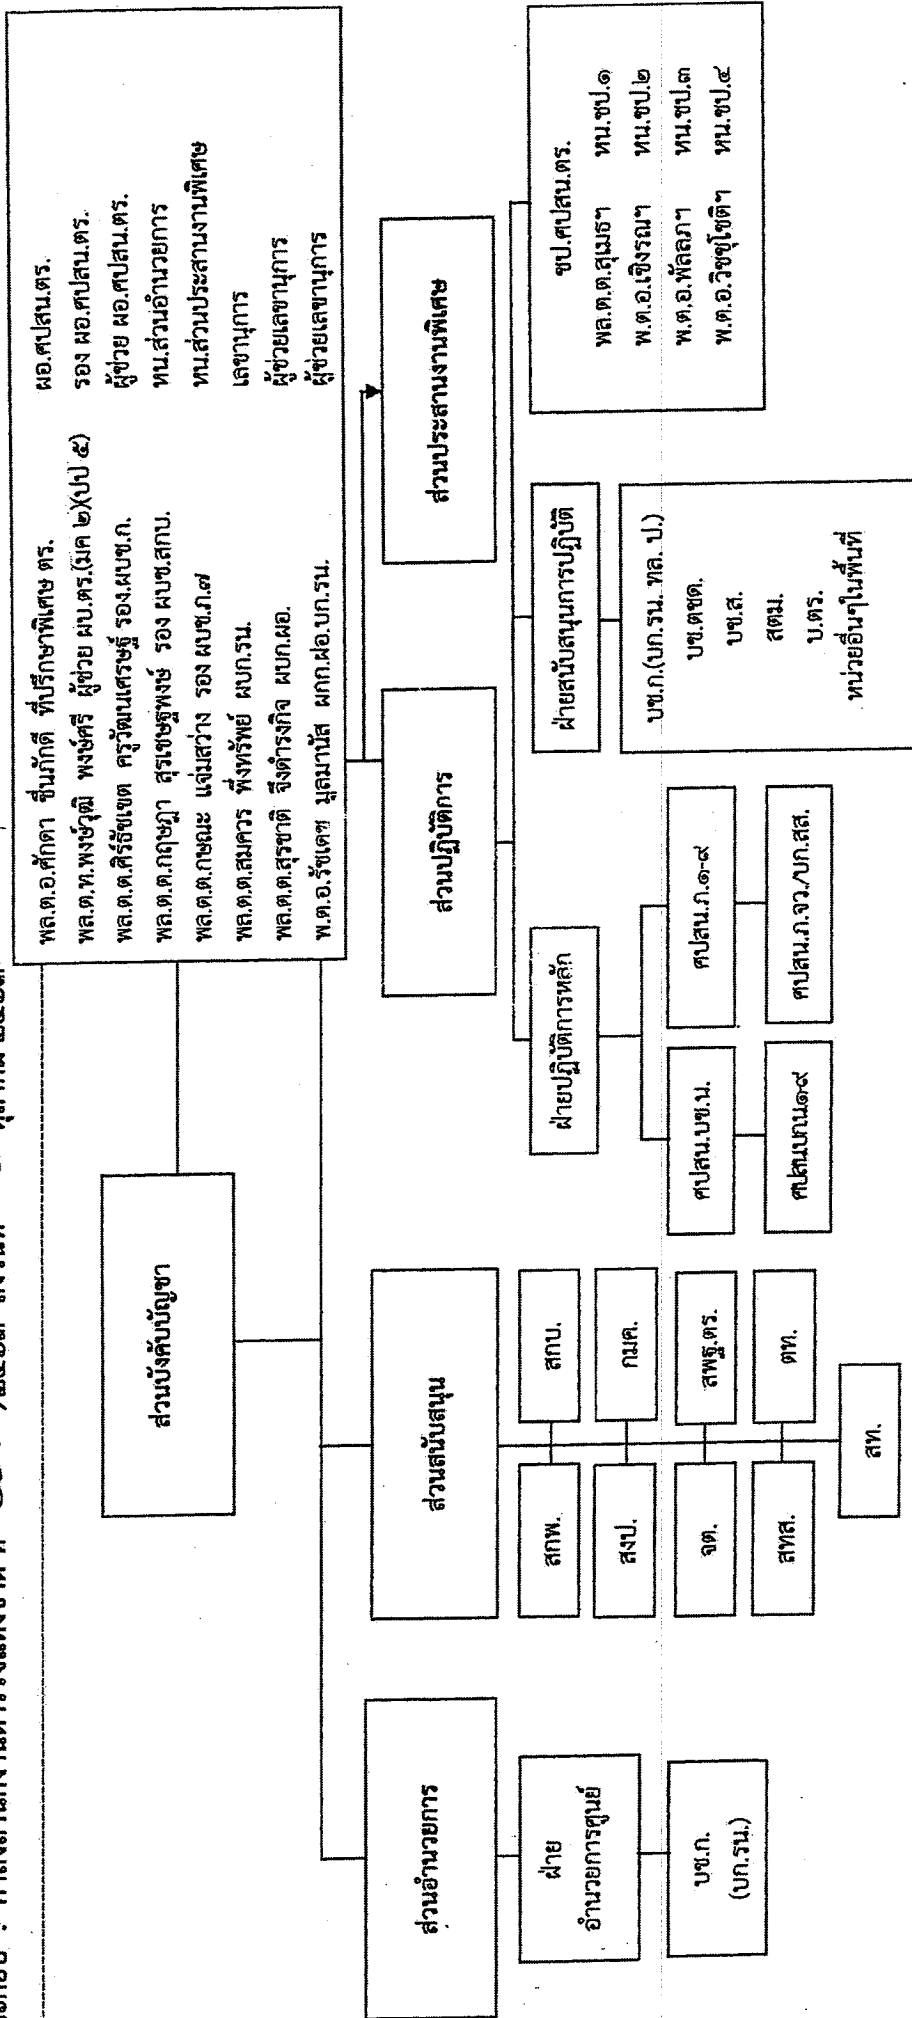 พล.ต.อ.ศักดา ชื่นภักดี ที่ปรึกษาพิเศษ ตร. ผอ.ศปสน.ตร.
พล.ต.ท.พงษ์วุฒิ พงษ์ศรี ผู้ช่วย ผบ.ตร.(มค ๒)(ปป ๕) รอง ผอ.ศปสน.ตร.
พล.ต.ต.ศิร์ธัชเขต ครูวัฒนเศรษฐ์ รอง.ผบช.ก. ผู้ช่วย ผอ.ศปสน.ตร.
พล.ต.ต.กฤษฎา สุรเชษฐพงษ์ รอง ผบช.สกบ. หน.ส่วนอำนวยการ
พล.ต.ต.กษณะ แจ่มสว่าง รอง ผบช.ภ.๗ หน.ส่วนประสานงานพิเศษ
พล.ต.ต.สมควร พึ่งทรัพย์ ผบก.รน. เลขานุการ
พล.ต.ต.สุรชาติ จึงดำรงกิจ ผบก.ผอ. ผู้ช่วยเลขานุการ
พ.ต.อ.รัชเดช มูลมานัส ผกก.ฝอ.บก.รน. ผู้ช่วยเลขานุการ
ส่วนบังคับบัญชา
ส่วนอำนวยการ
ส่วนสนับสนุน
ส่วนปฏิบัติการ
ส่วนประสานงานพิเศษ
ฝ่าย
อำนวยการศูนย์
บช.ก.
(บก.รน.)
สกพ.
สกบ.
สงป.
กมค.
จต.
สพฐ.ตร.
สทส.
ตท.
สท.
ฝ่ายปฏิบัติการหลัก
ศปสน.บช.น.
ศปสน.ภ.๑-๙
ศปสน.บกน.๑-๙
ศปสน.ภ.จว./บก.สส.
ฝ่ายสนับสนุนการปฏิบัติ
บช.ก.(บก.รน. ทล. ป.)
บช.ตชด.
บช.ส.
สตม.
บ.ตร.
หน่วยอื่นๆในพื้นที่
ชป.ศปสน.ตร.
พล.ต.ต.สุเมธฯ หน.ชป.๑
พ.ต.อ.เชิงรณฯ หน.ชป.๒
พ.ต.อ.พัลลภฯ หน.ชป.๓
พ.ต.อ.วิชชุโชติฯ หน.ชป.๔